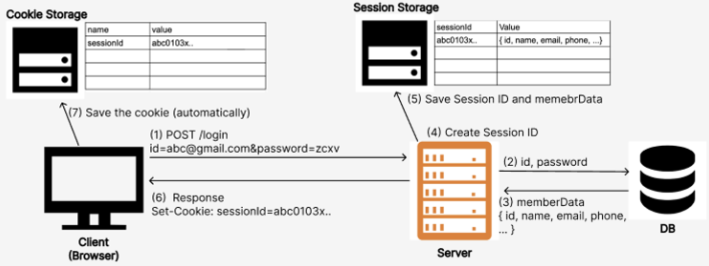 Cookie Storage
name value
sessionId abc0103x..
Session Storage
sessionId Value
abc0103x.. { id, name, email, phone, ...}
(7) Save the cookie (automatically)
(5) Save Session ID and memebrData
(1) POST /login
id=abc@gmail.com&password=zcxv
(4) Create Session ID
(2) id, password
(6) Response
Set-Cookie: sessionId=abc0103x..
(3) memberData
{ id, name, email, phone,
... }
Client
(Browser)
Server
DB